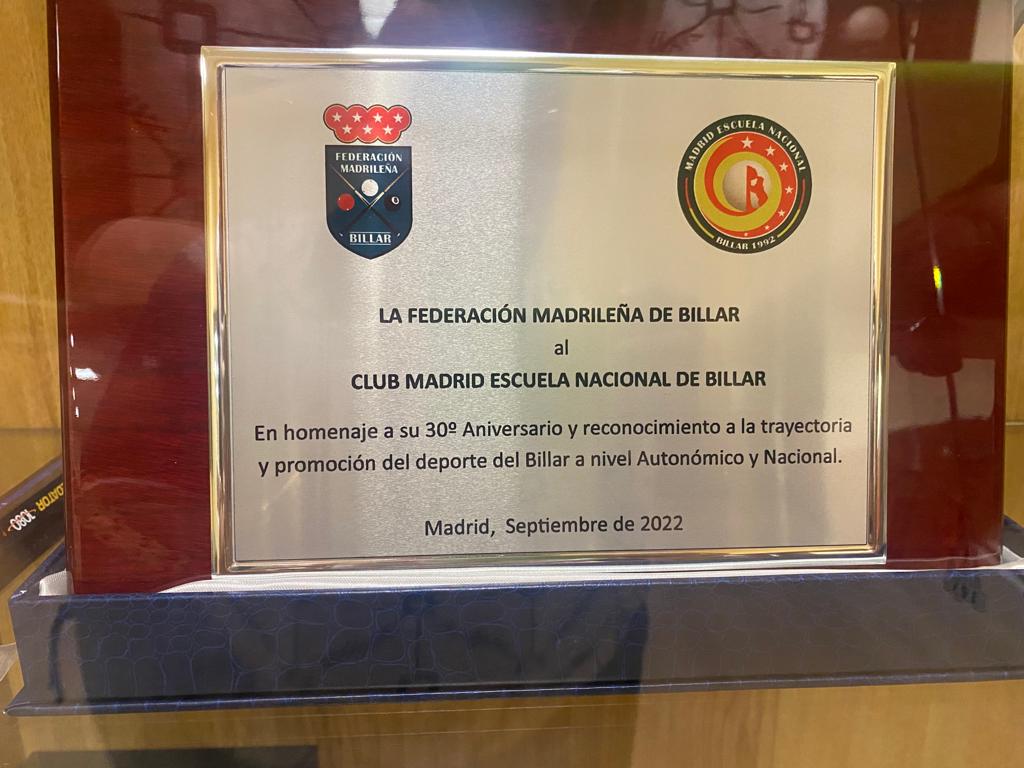 FEDERACIÓN
MADRILEÑA
BILLAR
MADRID ESCUELA NACIONAL
BILLAR 1992
LA FEDERACIÓN MADRILEÑA DE BILLAR
al
CLUB MADRID ESCUELA NACIONAL DE BILLAR
En homenaje a su 30º Aniversario y reconocimiento a la trayectoria
y promoción del deporte del Billar a nivel Autonómico y Nacional.
Madrid, Septiembre de 2022
1080